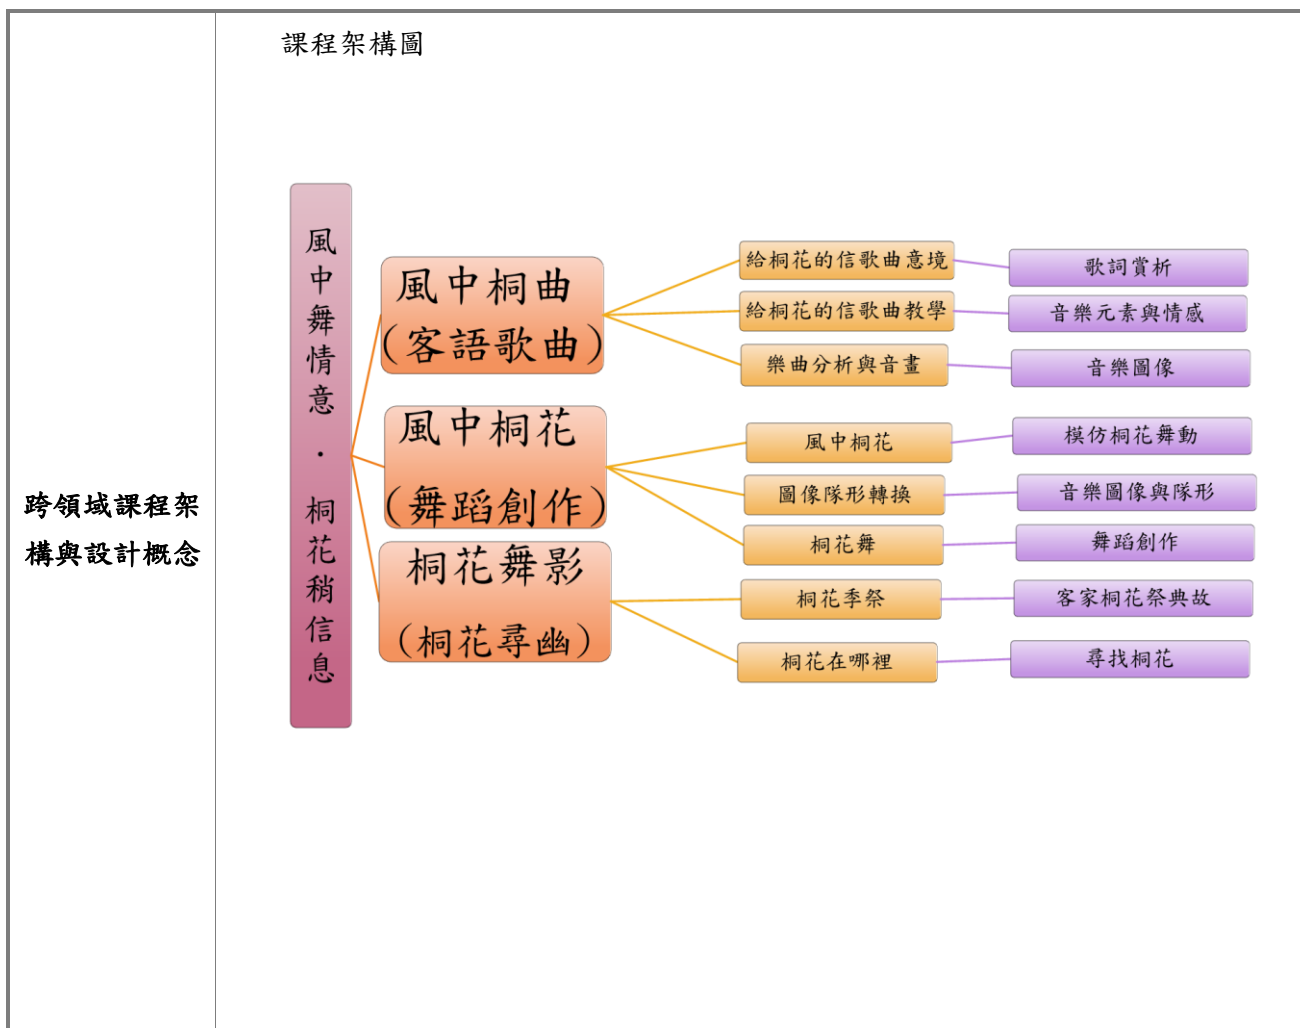 課程架構圖
跨領域課程架
構與設計概念
風中舞情意・桐花稍信息
風中桐曲
(客語歌曲)
給桐花的信歌曲意境
歌詞賞析
給桐花的信歌曲教學
音樂元素與情感
樂曲分析與音畫
音樂圖像
風中桐花
(舞蹈創作)
風中桐花
模仿桐花舞動
圖像隊形轉換
音樂圖像與隊形
桐花舞
舞蹈創作
桐花舞影
(桐花尋幽)
桐花季祭
客家桐花祭典故
桐花在哪裡
尋找桐花